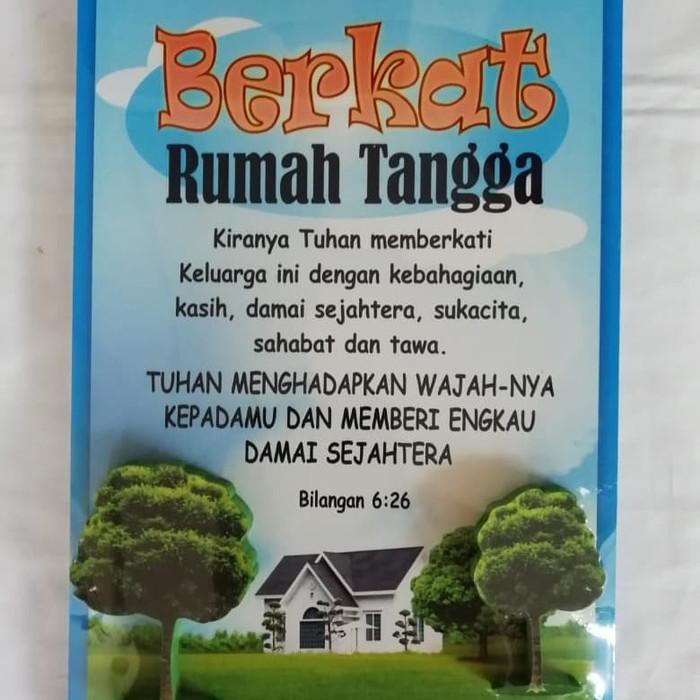 Berkat
Rumah Tangga
Kiranya Tuhan memberkati
Keluarga ini dengan kebahagiaan,
kasih, damai sejahtera, sukacita,
sahabat dan tawa.
TUHAN MENGHADAPKAN WAJAH-NYA
KEPADAMU DAN MEMBERI ENGKAU
DAMAI SEJAHTERA
Bilangan 6:26